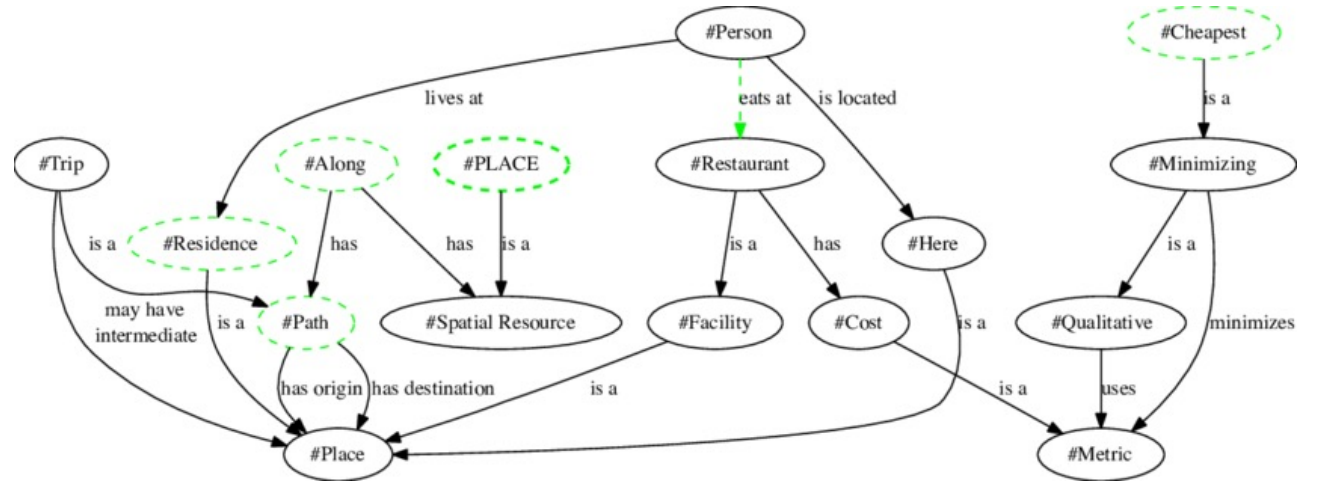 #Person
#Cheapest
lives at
eats at
is located
is a
#Trip
#Along
#PLACE
#Restaurant
#Minimizing
is a
#Residence
has
has
is a
is a
has
#Here
is a
may have
intermediate
is a
#Path
#Spatial Resource
#Facility
#Cost
is a
#Qualitative
minimizes
has origin
has destination
is a
is a
uses
#Place
#Metric